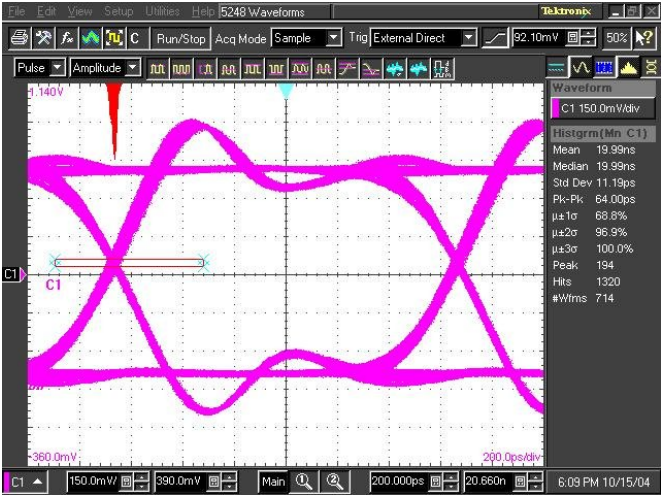 File Edit View Setup Utilities Help 5248 Waveforms Tektronix
C Run/Stop Acq Mode Sample Trig External Direct 92.10mV 50%
Pulse Amplitude
1.140V
Waveform
C1 150.0mV/div
Histgrm(Mn C1)
Mean 19.99ns
Median 19.99ns
Std Dev 11.19ps
Pk-Pk 64.00ps
µ±1σ 68.8%
µ±2σ 96.9%
µ±3σ 100.0%
Peak 194
Hits 1320
#Wfms 714
C1
C1
-360.0mV 200.0ps/div
C1 150.0mV/ 390.0mV Main 1 2 200.000ps 20.660n 6:09 PM 10/15/04